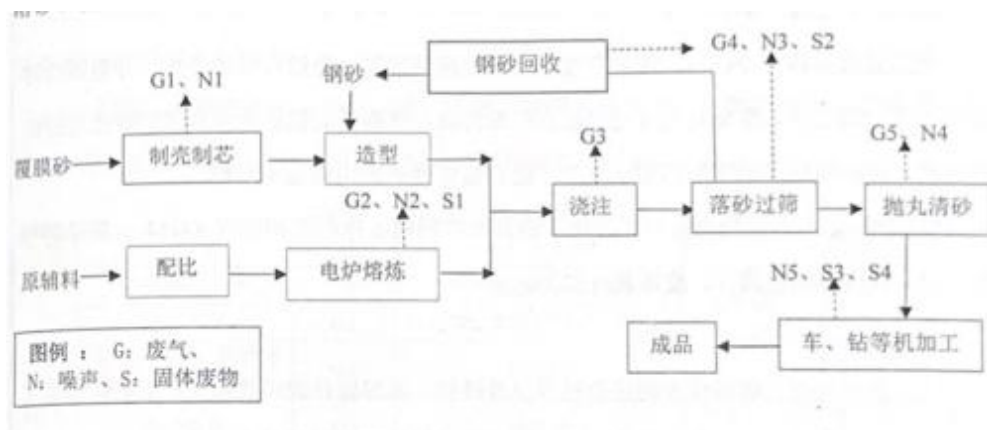 G4、N3、S2
钢砂回收
钢砂
G1、N1
G3
G5、N4
覆膜砂
制壳制芯
造型
G2、N2、S1
浇注
落砂过筛
抛丸清砂
原辅料
配比
电炉熔炼
N5、S3、S4
图例：G：废气、
N：噪声、S：固体废物
成品
车、钻等机加工